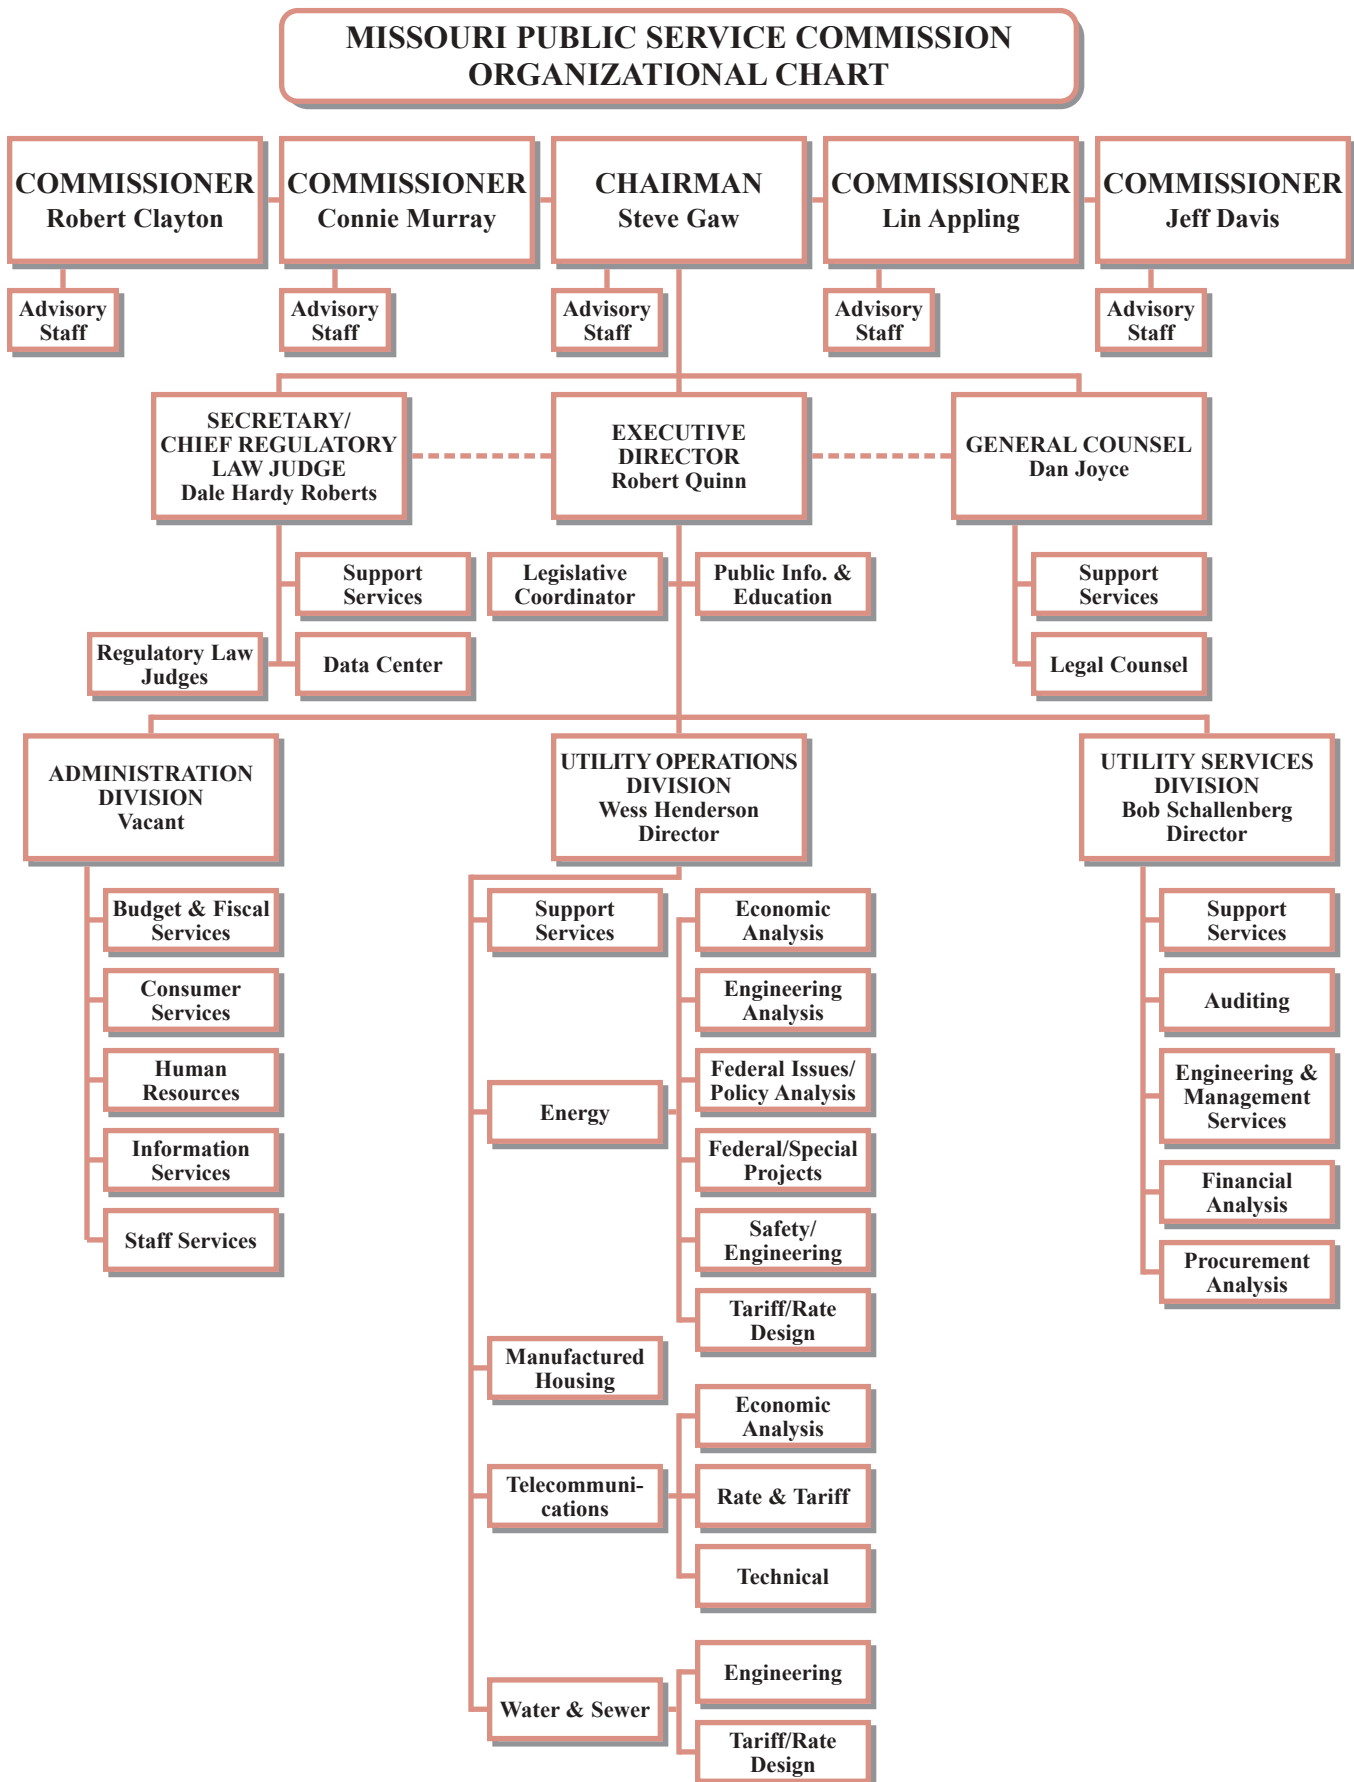 MISSOURI PUBLIC SERVICE COMMISSION
ORGANIZATIONAL CHART
COMMISSIONER
Robert Clayton
COMMISSIONER
Connie Murray
CHAIRMAN
Steve Gaw
COMMISSIONER
Lin Appling
COMMISSIONER
Jeff Davis
Advisory
Staff
Advisory
Staff
Advisory
Staff
Advisory
Staff
Advisory
Staff
SECRETARY/
CHIEF REGULATORY
LAW JUDGE
Dale Hardy Roberts
EXECUTIVE
DIRECTOR
Robert Quinn
GENERAL COUNSEL
Dan Joyce
Support
Services
Regulatory Law
Judges
Data Center
Legislative
Coordinator
Public Info. &
Education
Support
Services
Legal Counsel
ADMINISTRATION
DIVISION
Vacant
UTILITY OPERATIONS
DIVISION
Wess Henderson
Director
UTILITY SERVICES
DIVISION
Bob Schallenberg
Director
Budget & Fiscal
Services
Consumer
Services
Human
Resources
Information
Services
Staff Services
Support
Services
Energy
Economic
Analysis
Engineering
Analysis
Federal Issues/
Policy Analysis
Federal/Special
Projects
Safety/
Engineering
Tariff/Rate
Design
Manufactured
Housing
Telecommuni-
cations
Economic
Analysis
Rate & Tariff
Technical
Water & Sewer
Engineering
Tariff/Rate
Design
Support
Services
Auditing
Engineering &
Management
Services
Financial
Analysis
Procurement
Analysis